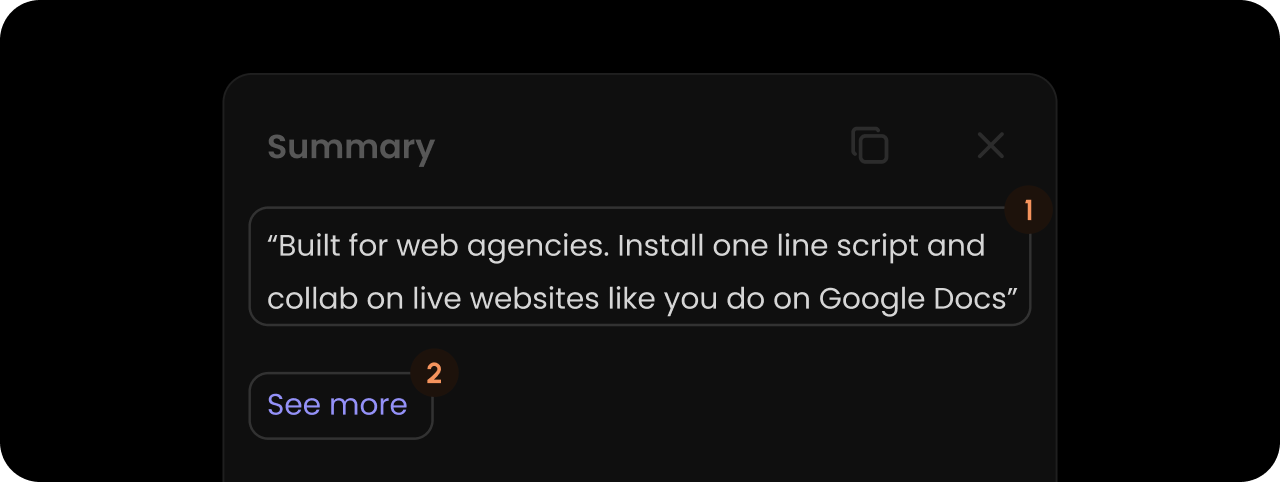 Summary
1
“Built for web agencies. Install one line script and
collab on live websites like you do on Google Docs”
2
See more